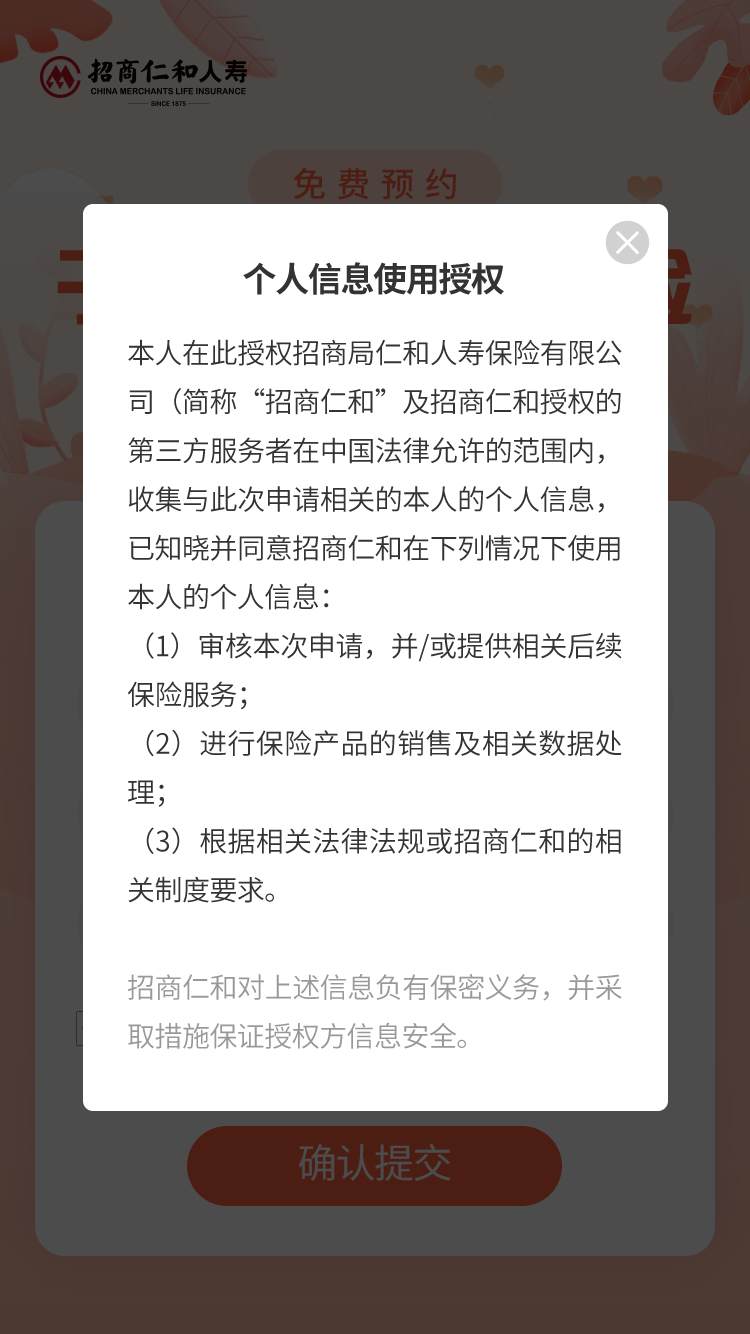 招商仁和人寿
CHINA MERCHANTS LIFE INSURANCE
SINCE 1875
免费预约
个人信息使用授权
本人在此授权招商局仁和人寿保险有限公
司（简称“招商仁和”及招商仁和授权的
第三方服务者在中国法律允许的范围内，
收集与此次申请相关的本人的个人信息，
已知晓并同意招商仁和在下列情况下使用
本人的个人信息：
（1）审核本次申请，并/或提供相关后续
保险服务；
（2）进行保险产品的销售及相关数据处
理；
（3）根据相关法律法规或招商仁和的相
关制度要求。
招商仁和对上述信息负有保密义务，并采
取措施保证授权方信息安全。
确认提交